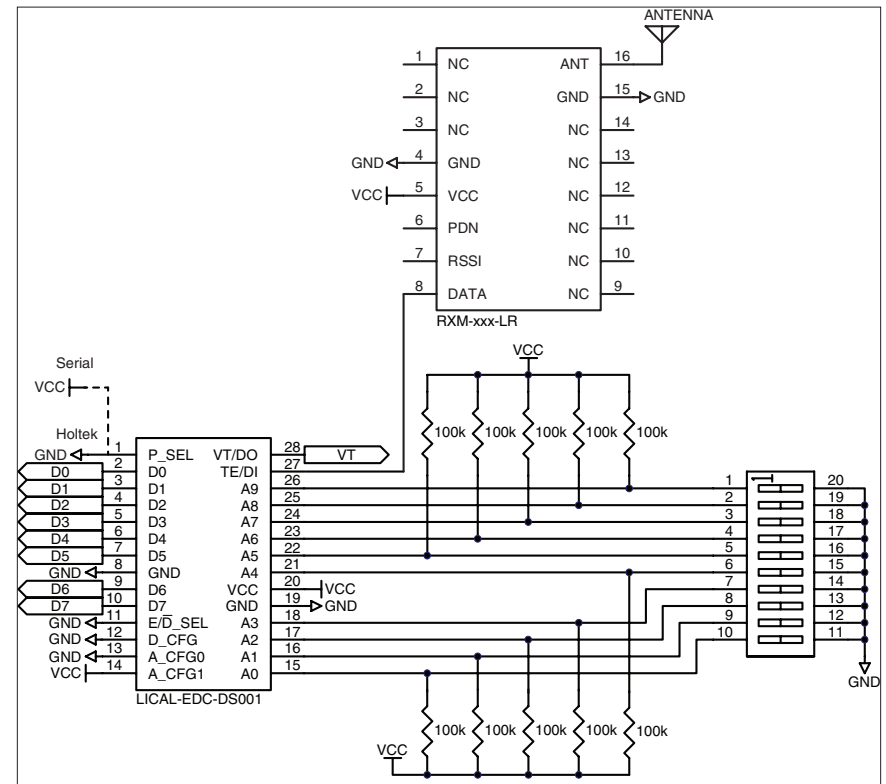 ANTENNA
1 NC ANT 16
2 NC GND 15 GND
3 NC NC 14
GND 4 GND NC 13
VCC 5 VCC NC 12
6 PDN NC 11
7 RSSI NC 10
8 DATA NC 9
RXM-xxx-LR
VCC
Serial
VCC
100k 100k 100k 100k 100k
Holtek
GND 1 P_SEL VT/DO 28 VT
D0 2 D0 TE/DI 27
D1 3 D1 A9 26 1 20
D2 4 D2 A8 25 2 19
D3 5 D3 A7 24 3 18
D4 6 D4 A6 23 4 17
D5 7 D5 A5 22 5 16
GND 8 GND A4 21 6 15
D6 9 D6 VCC 20 VCC 7 14
D7 10 D7 GND 19 GND 8 13
GND 11 E/D̅_SEL A3 18 9 12
GND 12 D_CFG A2 17 10 11
GND 13 A_CFG0 A1 16
VCC 14 A_CFG1 A0 15
GND
LICAL-EDC-DS001
100k 100k 100k 100k 100k
VCC